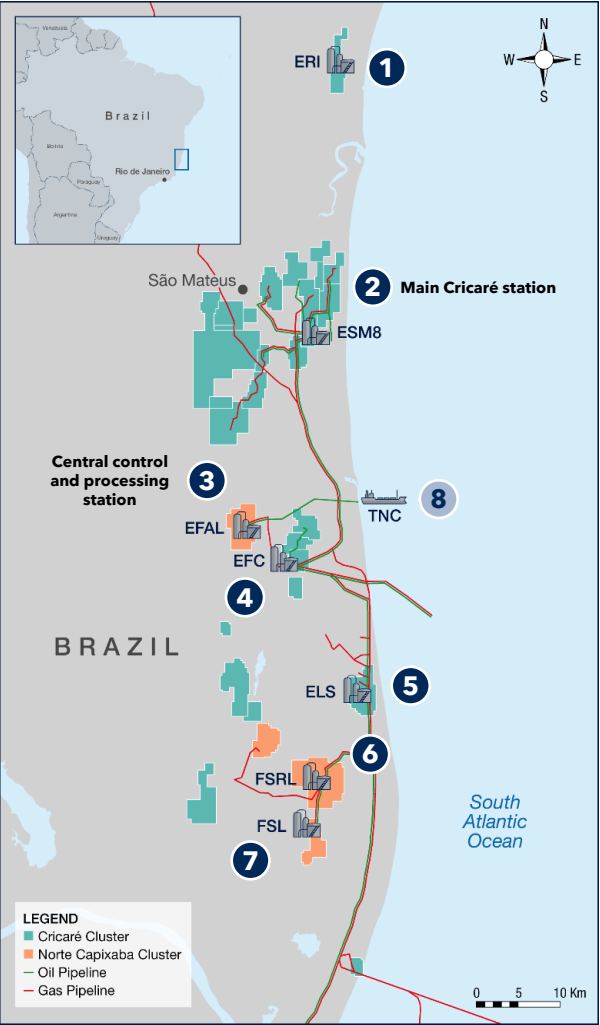 Venezuela
Brazil
Bolivia
Rio de Janeiro
Paraguay
Argentina
Uruguay
N
W
E
S
ERI
1
São Mateus
2
Main Cricaré station
ESM8
Central control
and processing
station
3
8
TNC
EFAL
EFC
4
BRAZIL
ELS
5
6
FSRL
FSL
7
South
Atlantic
Ocean
LEGEND
Cricaré Cluster
Norte Capixaba Cluster
Oil Pipeline
Gas Pipeline
0 5 10 Km